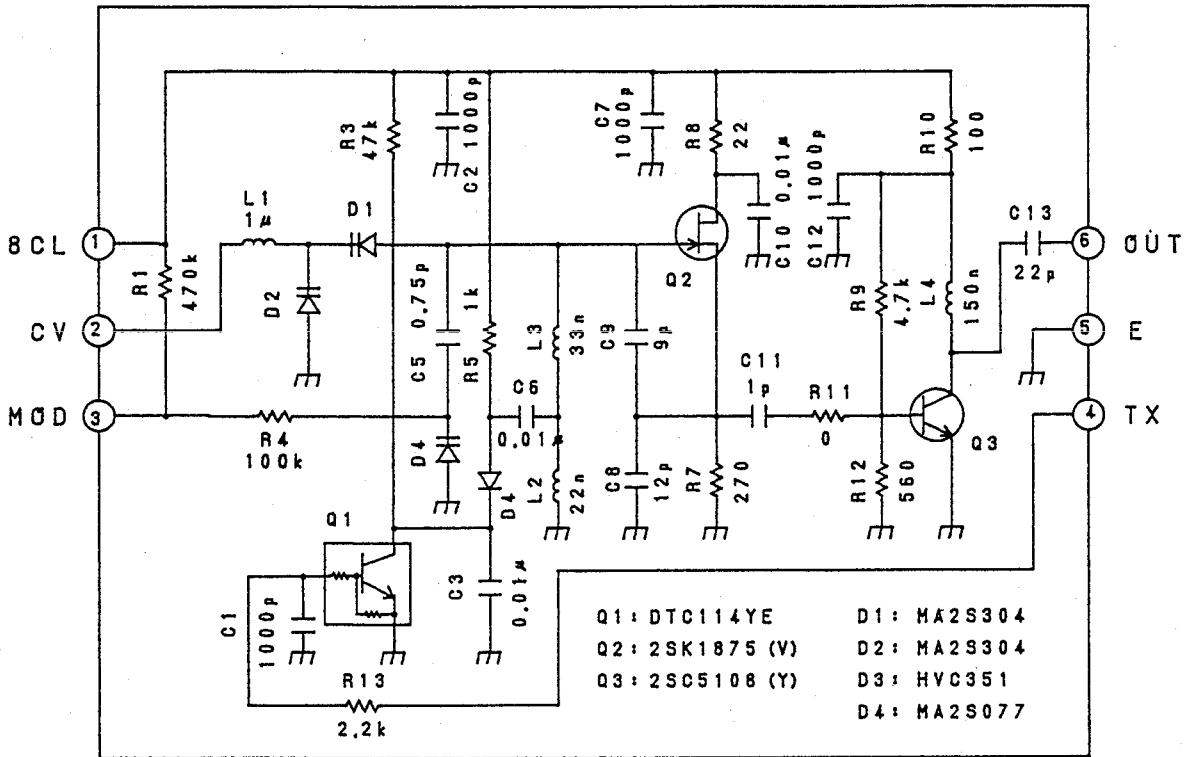 8CL 1
CV 2
MOD 3
OUT 6
E 5
TX 4
R1 470k
L1 1μ
D1
D2
R3 47k
C2 1000p
R4 100k
C5 0.75p
D4
R5 1k
D4
C6 0.01μ
L3 33n
L2 22n
C7 1000p
C9 9p
C8 12p
R8 22
Q2
C10 0.01μ
C12 1000p
R7 270
C11 1p
R11 0
R9 4.7k
R12 560
R10 100
L4 150n
Q3
C13 22p
Q1
C1 1000p
C3 0.01μ
R13 2.2k
Q1: DTC114YE
Q2: 2SK1875 (V)
Q3: 2SC5108 (Y)
D1: MA2S304
D2: MA2S304
D3: HVC351
D4: MA2S077